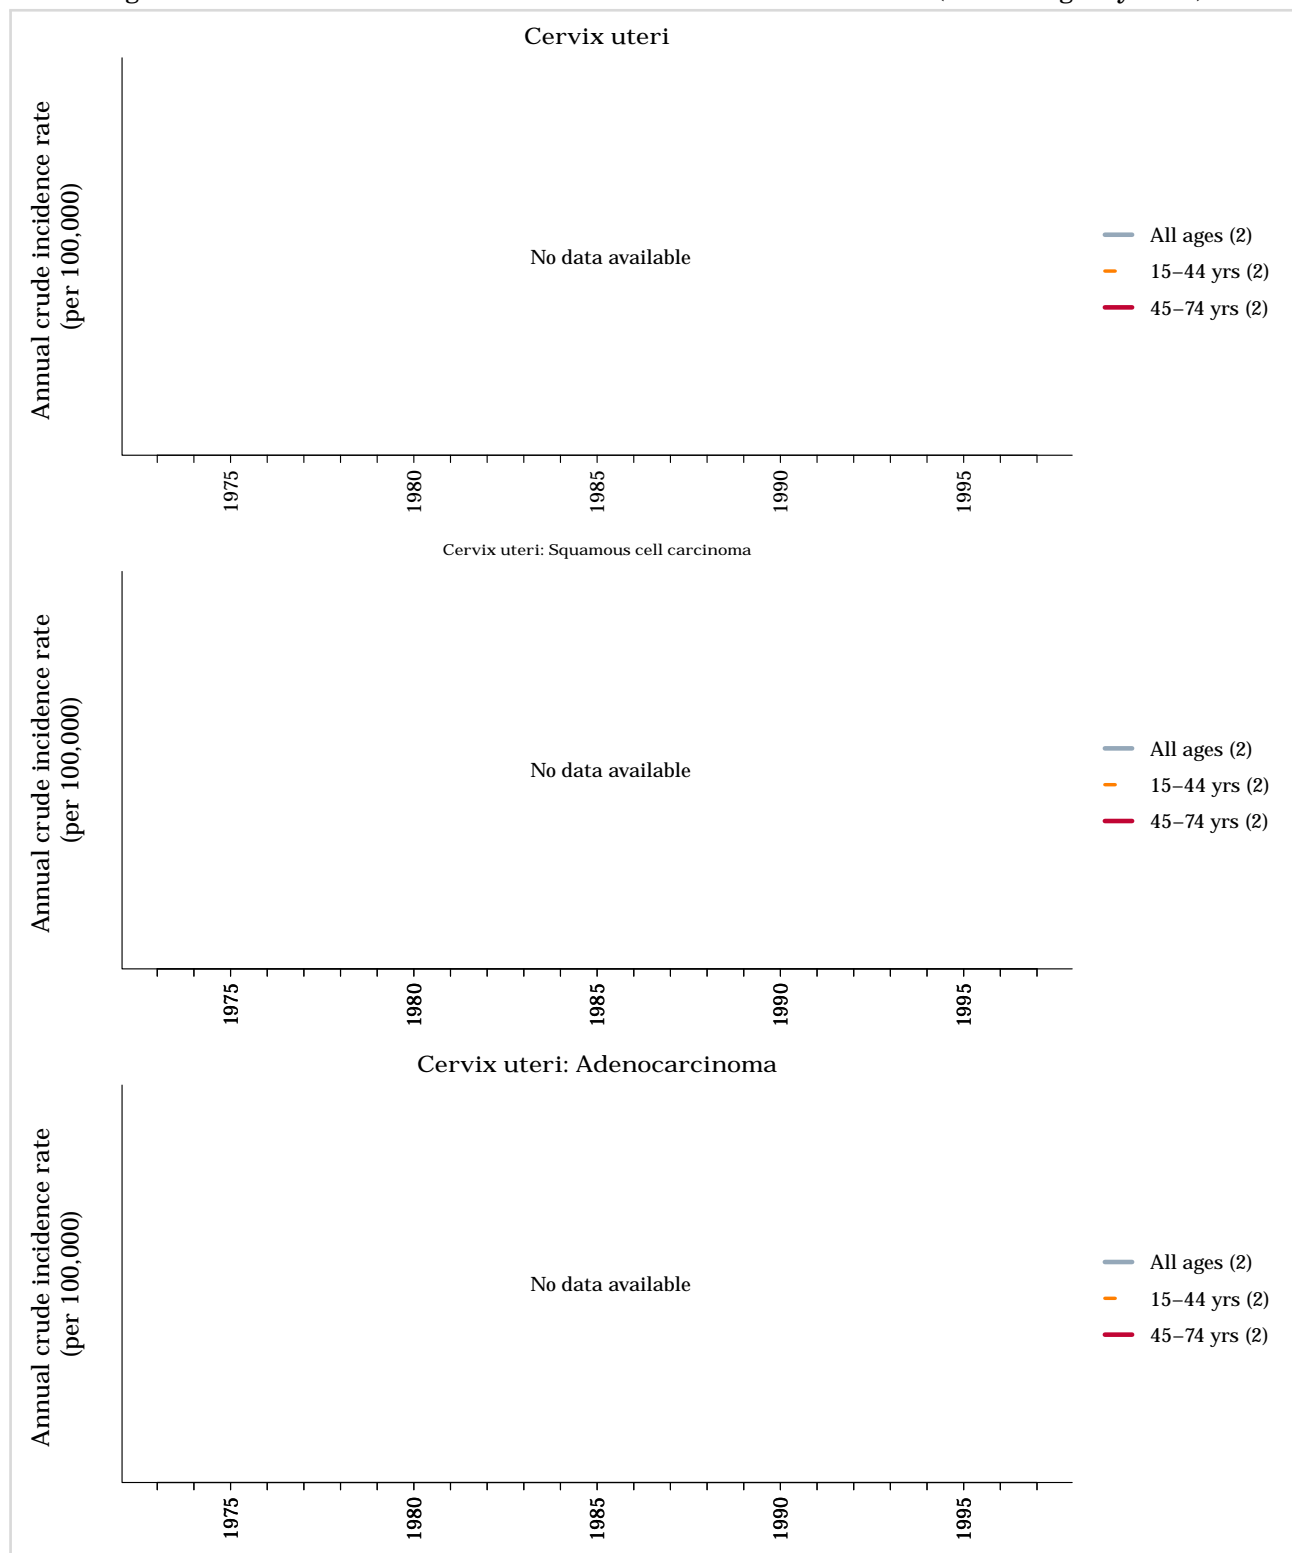 Cervix uteri
Annual crude incidence rate
(per 100,000)
No data available
All ages (2)
15–44 yrs (2)
45–74 yrs (2)
1975
1980
1985
1990
1995
Cervix uteri: Squamous cell carcinoma
Annual crude incidence rate
(per 100,000)
No data available
All ages (2)
15–44 yrs (2)
45–74 yrs (2)
1975
1980
1985
1990
1995
Cervix uteri: Adenocarcinoma
Annual crude incidence rate
(per 100,000)
No data available
All ages (2)
15–44 yrs (2)
45–74 yrs (2)
1975
1980
1985
1990
1995